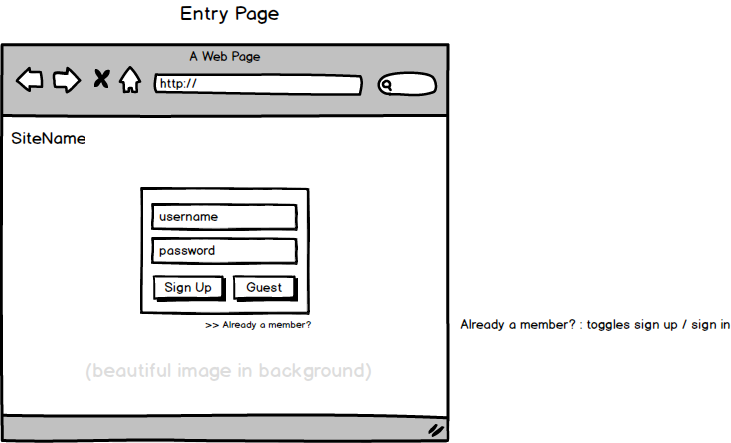 Entry Page
A Web Page
http://
SiteName
username
password
Sign Up
Guest
>> Already a member?
Already a member? : toggles sign up / sign in
(beautiful image in background)